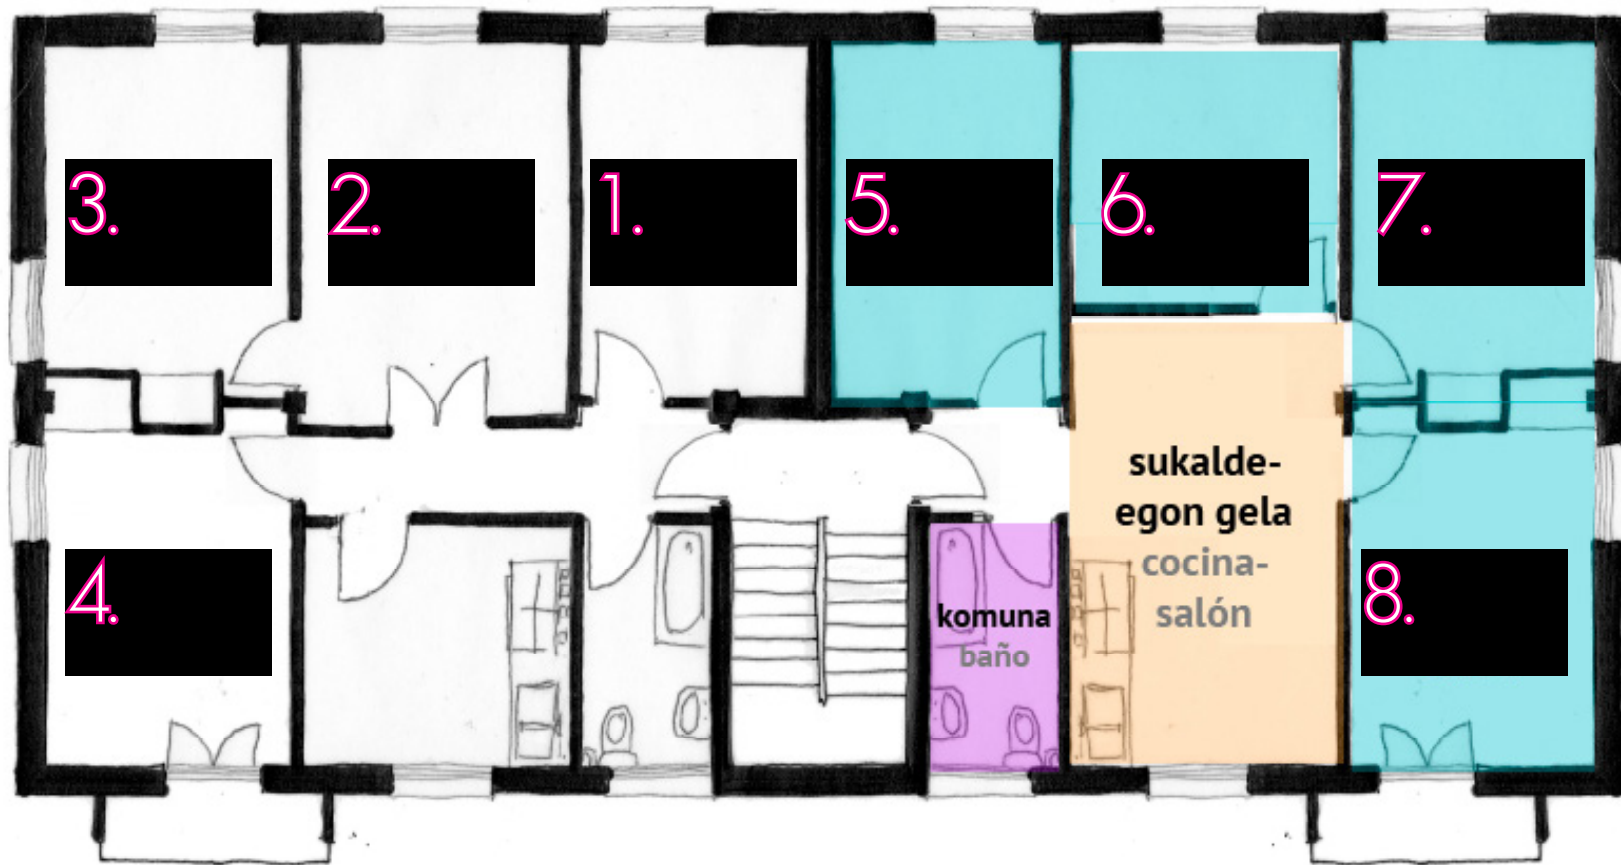 3.
2.
1.
5.
6.
7.
4.
8.
sukalde-
egon gela
cocina-
salón
komuna
baño